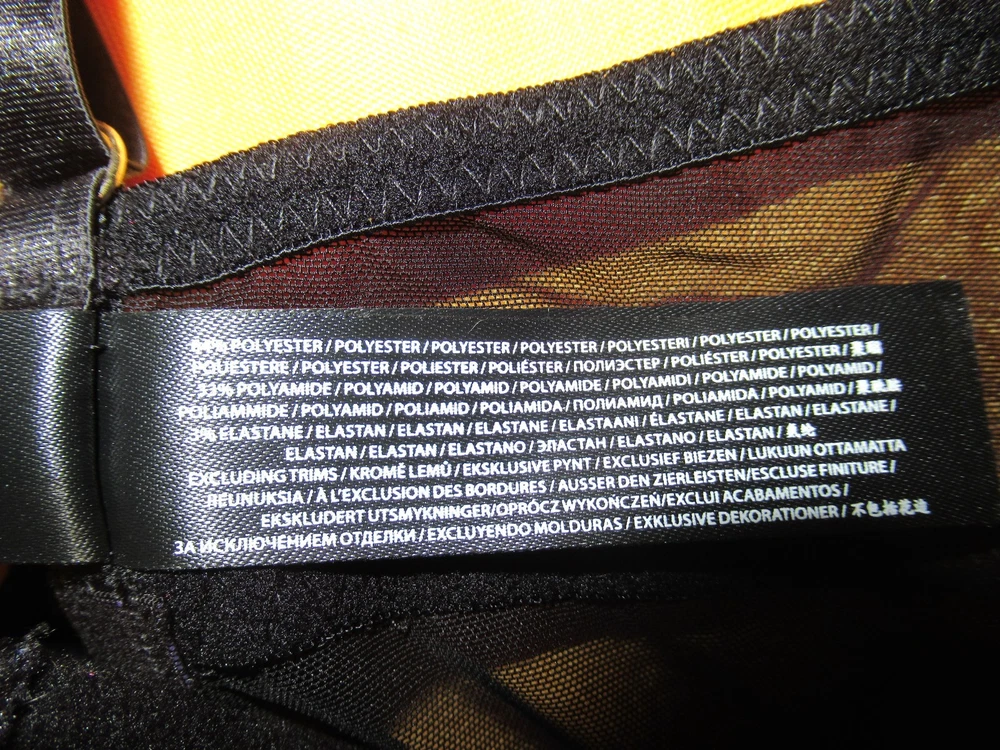 POLYESTER / POLYESTER / POLYESTER / POLYESTER / POLYESTERI / POLYESTER / POLYESTER /
POLIESTERE / POLYESTER / POLIESTER / POLIÉSTER / ПОЛИЭСТЕР / POLIÉSTER / POLYESTER /
33% POLYAMIDE / POLYAMID / POLYAMID / POLYAMIDE / POLYAMIDI / POLYAMIDE / POLYAMID /
POLIAMMIDE / POLYAMID / POLIAMID / POLIAMIDA / ПОЛИАМИД / POLIAMIDA / POLYAMID /
3% ELASTANE / ELASTAN / ELASTAN / ELASTANE / ELASTAANI / ÉLASTANE / ELASTAN / ELASTANE /
ELASTAN / ELASTAN / ELASTANO / ЭЛАСТАН / ELASTANO / ELASTAN /
EXCLUDING TRIMS / KROMĚ LEMŮ / EKSKLUSIVE PYNT / EXCLUSIEF BIEZEN / LUKUUN OTTAMATTA
REUNUKSIA / À L'EXCLUSION DES BORDURES / AUSSER DEN ZIERLEISTEN/ESCLUSE FINITURE /
EKSKLUDERT UTSMYKNINGER/OPRÓCZ WYKOŃCZEŃ/EXCLUI ACABAMENTOS /
ЗА ИСКЛЮЧЕНИЕМ ОТДЕЛКИ / EXCLUYENDO MOLDURAS / EXKLUSIVE DEKORATIONER / 不包括花边